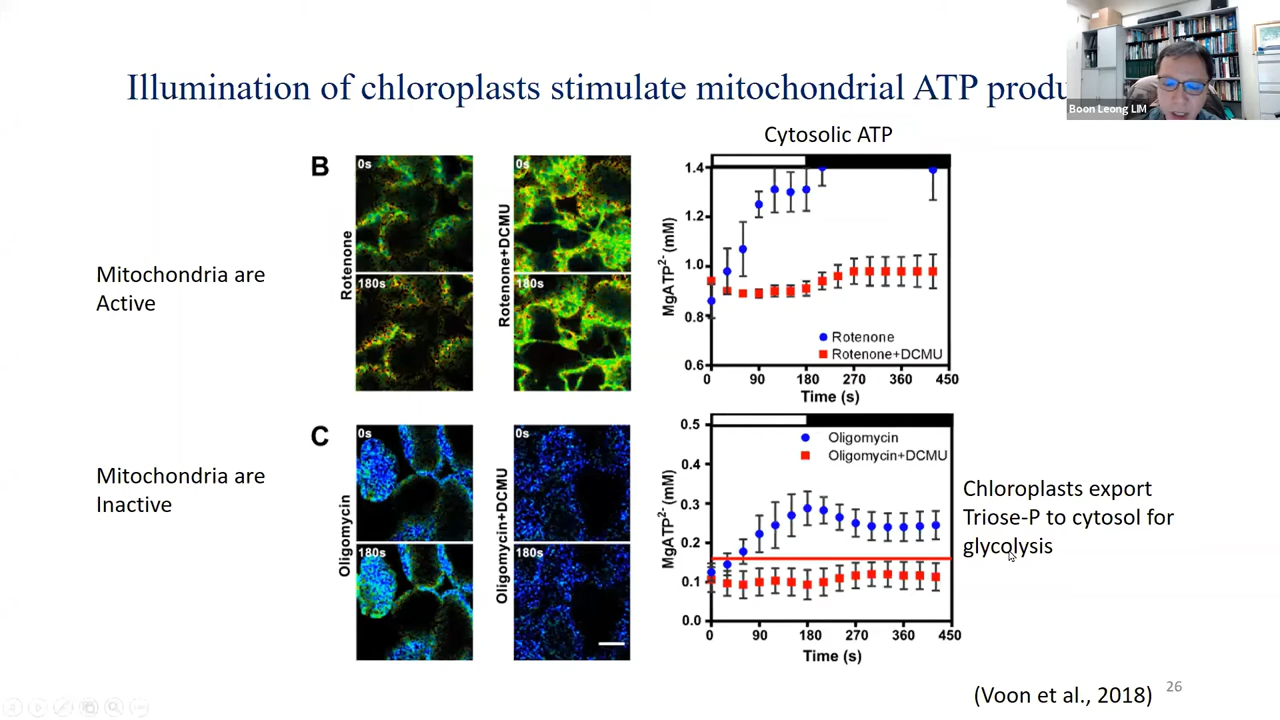 Illumination of chloroplasts stimulate mitochondrial ATP produ
Boon Leong LIM
Cytosolic ATP
B
Mitochondria are
Active
Rotenone
0s
180s
Rotenone+DCMU
0s
180s
MgATP2- (mM)
1.4
1.2
1.0
0.8
0.6
Rotenone
Rotenone+DCMU
0 90 180 270 360 450
Time (s)
C
Mitochondria are
Inactive
Oligomycin
0s
180s
Oligomycin+DCMU
0s
180s
MgATP2- (mM)
0.5
0.4
0.3
0.2
0.1
0.0
Oligomycin
Oligomycin+DCMU
0 90 180 270 360 450
Time (s)
Chloroplasts export
Triose-P to cytosol for
glycolysis
(Voon et al., 2018)
26